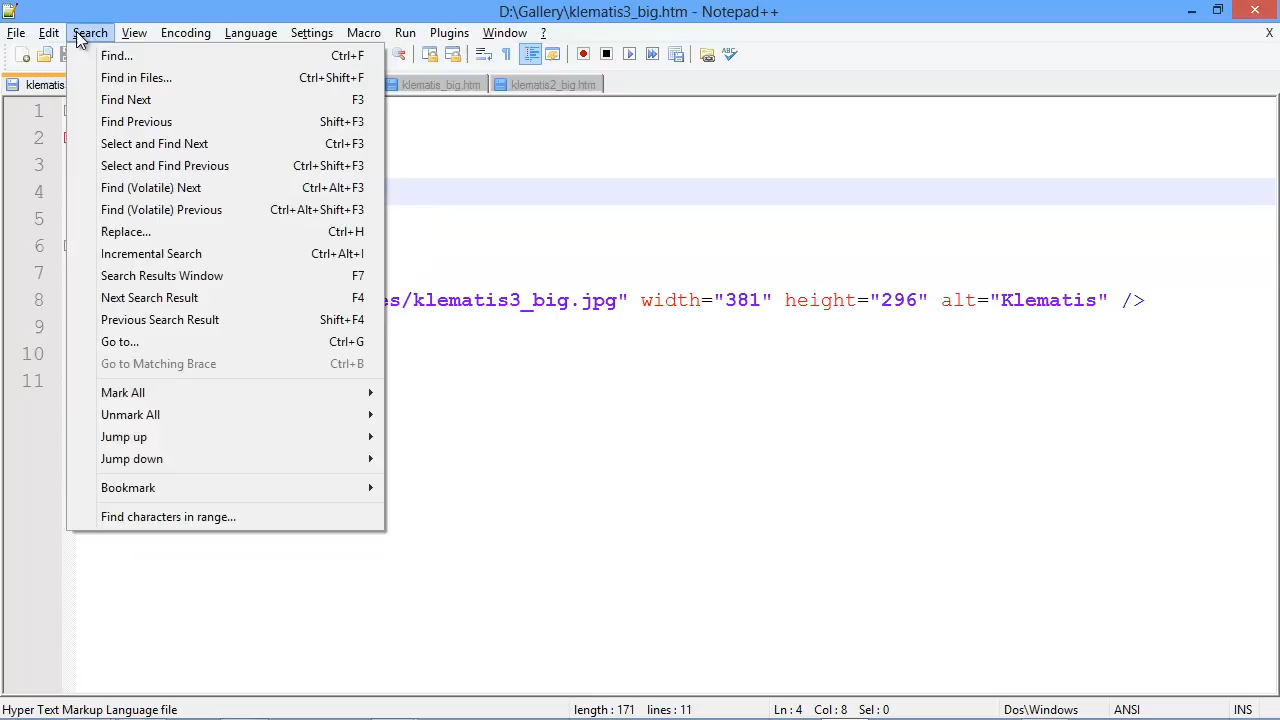 D:\Gallery\klematis3_big.htm - Notepad++
File Edit Search View Encoding Language Settings Macro Run Plugins Window ? X
klematis klematis_big.htm klematis2_big.htm
Find... Ctrl+F
Find in Files... Ctrl+Shift+F
Find Next F3
Find Previous Shift+F3
Select and Find Next Ctrl+F3
Select and Find Previous Ctrl+Shift+F3
Find (Volatile) Next Ctrl+Alt+F3
Find (Volatile) Previous Ctrl+Alt+Shift+F3
Replace... Ctrl+H
Incremental Search Ctrl+Alt+I
Search Results Window F7
Next Search Result F4
Previous Search Result Shift+F4
Go to... Ctrl+G
Go to Matching Brace Ctrl+B
Mark All
Unmark All
Jump up
Jump down
Bookmark
Find characters in range...
1
2
3
4
5
6
7
8 es/klematis3_big.jpg" width="381" height="296" alt="Klematis" />
9
10
11
Hyper Text Markup Language file length : 171 lines : 11 Ln : 4 Col : 8 Sel : 0 Dos\Windows ANSI INS